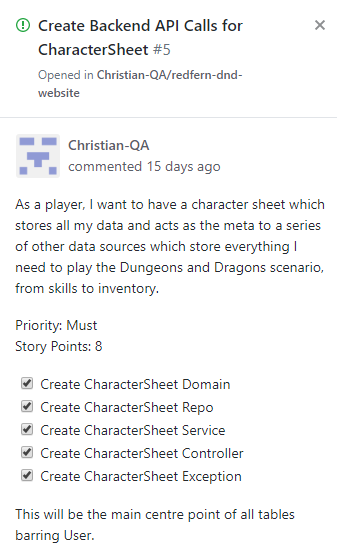 Create Backend API Calls for
CharacterSheet #5
Opened in Christian-QA/redfern-dnd-
website
Christian-QA
commented 15 days ago
As a player, I want to have a character sheet which
stores all my data and acts as the meta to a series
of other data sources which store everything I
need to play the Dungeons and Dragons scenario,
from skills to inventory.
Priority: Must
Story Points: 8
Create CharacterSheet Domain
Create CharacterSheet Repo
Create CharacterSheet Service
Create CharacterSheet Controller
Create CharacterSheet Exception
This will be the main centre point of all tables
barring User.